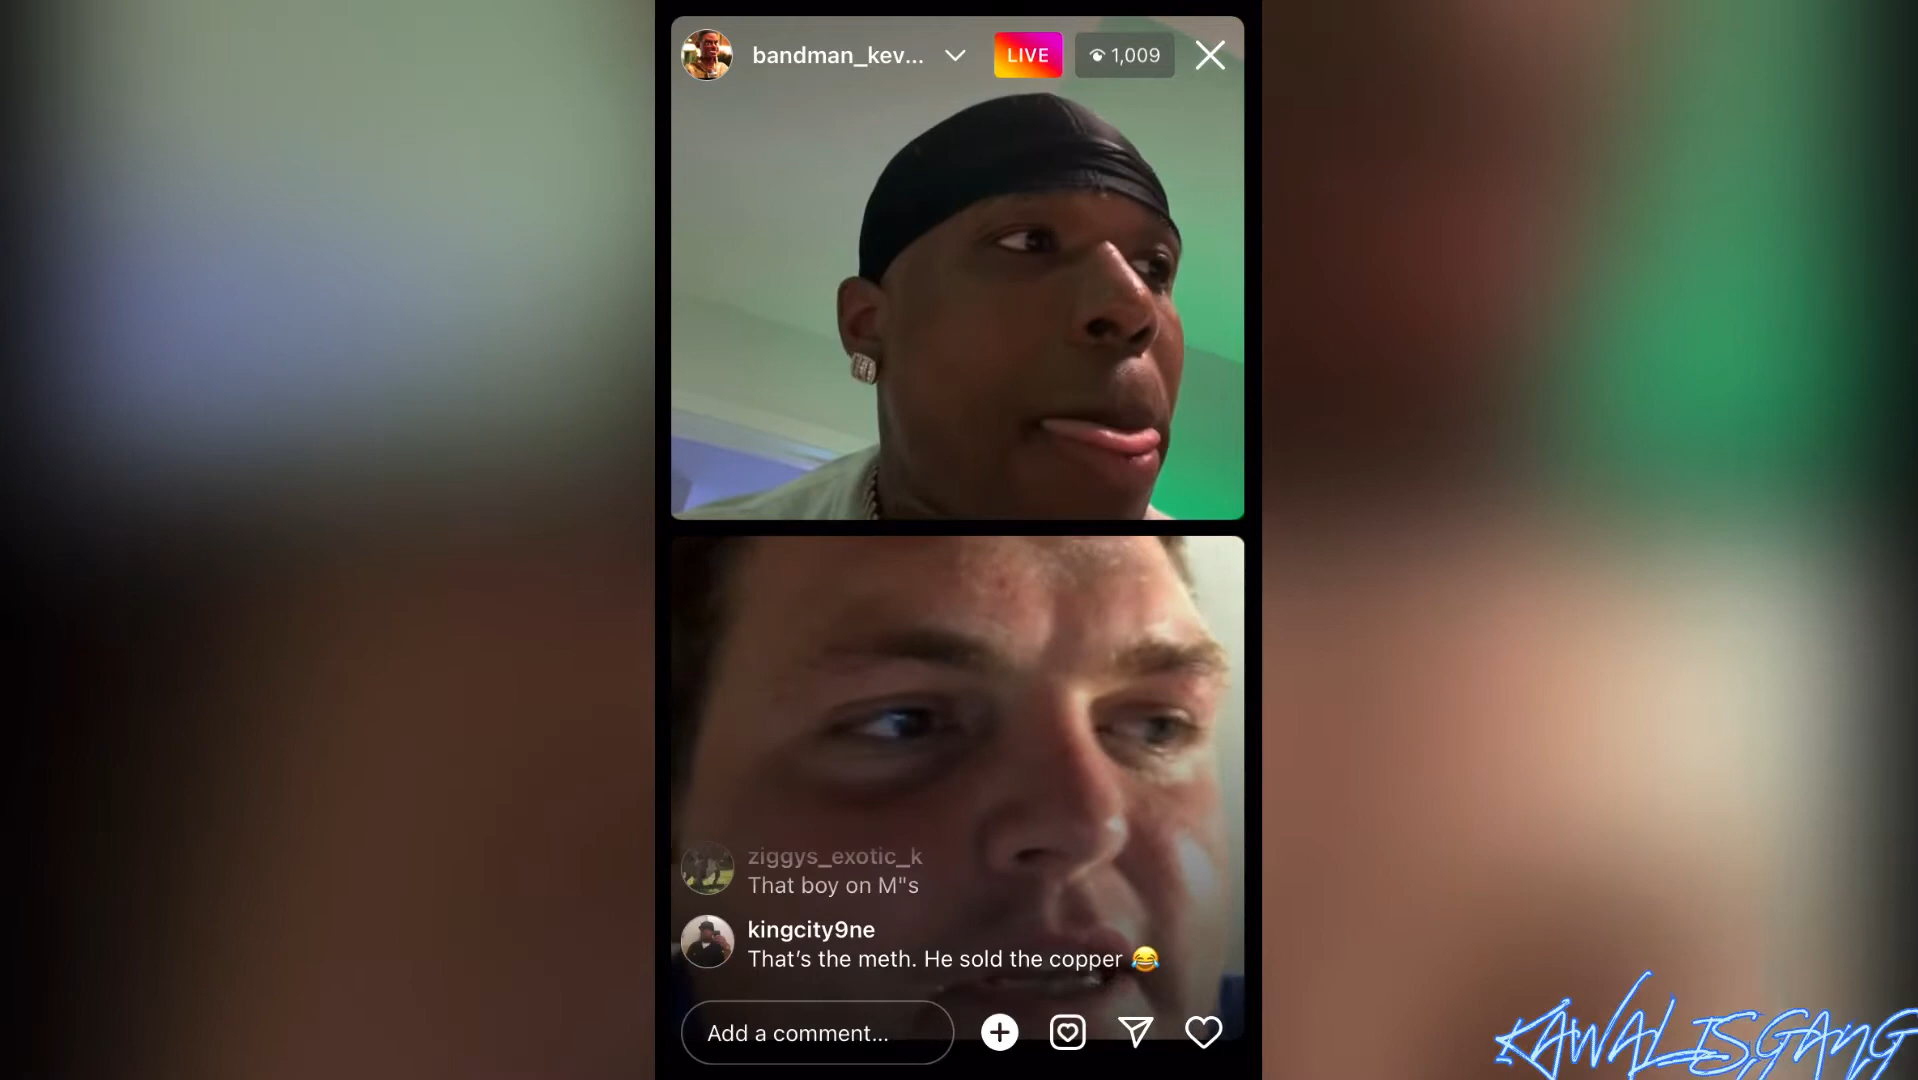 bandman_kev...
LIVE
1,009
ziggys_exotic_k
That boy on M"s
kingcity9ne
That’s the meth. He sold the copper 😂
Add a comment...
KAWALISGANG